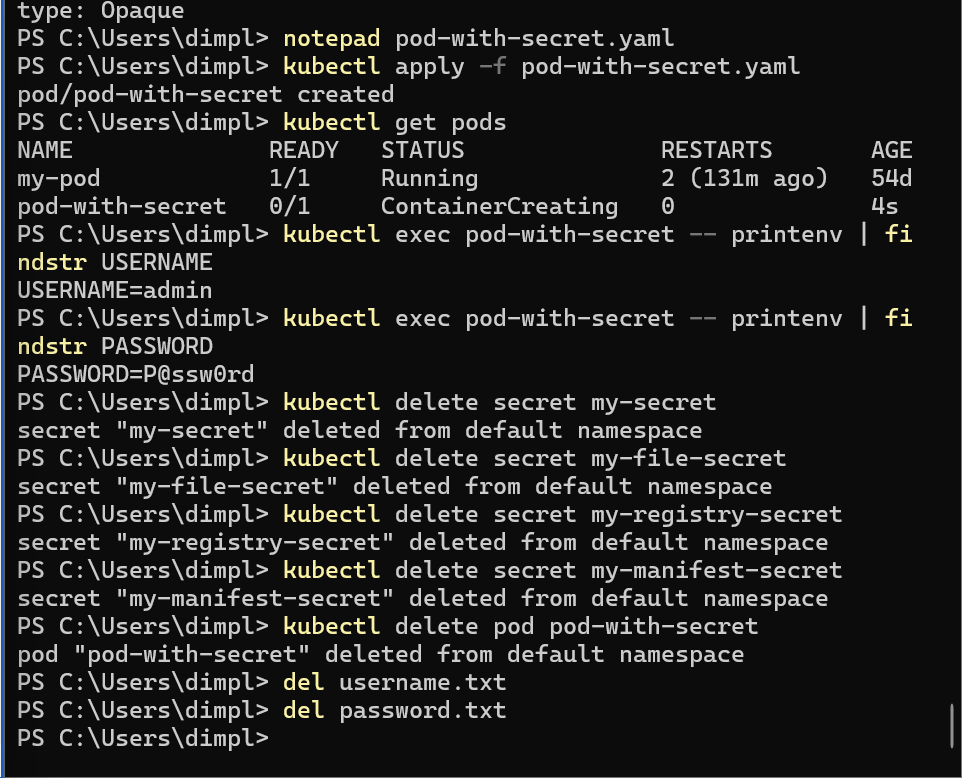 type: Opaque
PS C:\Users\dimpl> notepad pod-with-secret.yaml
PS C:\Users\dimpl> kubectl apply -f pod-with-secret.yaml
pod/pod-with-secret created
PS C:\Users\dimpl> kubectl get pods
NAME READY STATUS RESTARTS AGE
my-pod 1/1 Running 2 (131m ago) 54d
pod-with-secret 0/1 ContainerCreating 0 4s
PS C:\Users\dimpl> kubectl exec pod-with-secret -- printenv | fi
ndstr USERNAME
USERNAME=admin
PS C:\Users\dimpl> kubectl exec pod-with-secret -- printenv | fi
ndstr PASSWORD
PASSWORD=P@ssw0rd
PS C:\Users\dimpl> kubectl delete secret my-secret
secret "my-secret" deleted from default namespace
PS C:\Users\dimpl> kubectl delete secret my-file-secret
secret "my-file-secret" deleted from default namespace
PS C:\Users\dimpl> kubectl delete secret my-registry-secret
secret "my-registry-secret" deleted from default namespace
PS C:\Users\dimpl> kubectl delete secret my-manifest-secret
secret "my-manifest-secret" deleted from default namespace
PS C:\Users\dimpl> kubectl delete pod pod-with-secret
pod "pod-with-secret" deleted from default namespace
PS C:\Users\dimpl> del username.txt
PS C:\Users\dimpl> del password.txt
PS C:\Users\dimpl>